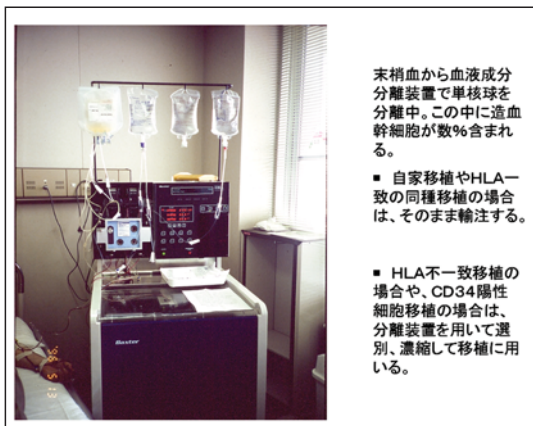 末梢血から血液成分
分離装置で単核球を
分離中。この中に造血
幹細胞が数%含まれ
る。
■ 自家移植やHLA一
致の同種移植の場合
は、そのまま輸注する。
■ HLA不一致移植の
場合や、CD34陽性
細胞移植の場合は、
分離装置を用いて選
別、濃縮して移植に用
いる。
Baxter
'96 5 13